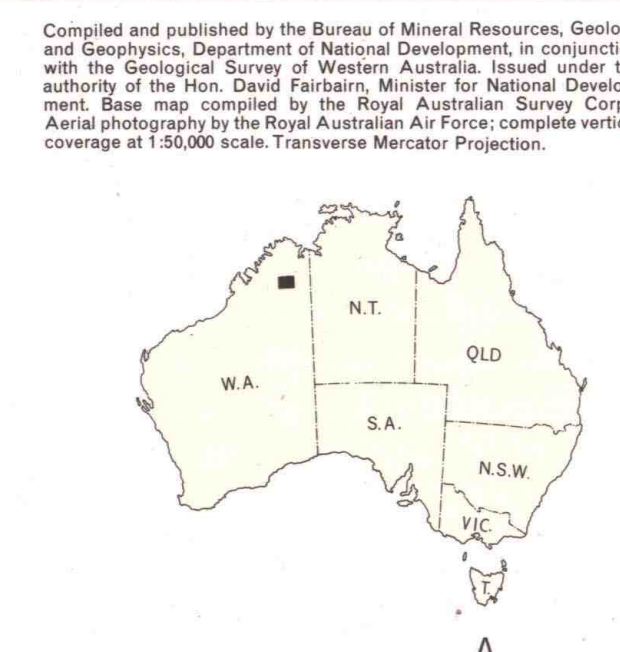 Compiled and published by the Bureau of Mineral Resources, Geolo
and Geophysics, Department of National Development, in conjuncti
with the Geological Survey of Western Australia. Issued under t
authority of the Hon. David Fairbairn, Minister for National Develo
ment. Base map compiled by the Royal Australian Survey Corp
Aerial photography by the Royal Australian Air Force; complete vertic
coverage at 1:50,000 scale. Transverse Mercator Projection.
N.T.
QLD
W.A.
S.A.
N.S.W.
VIC.
T.